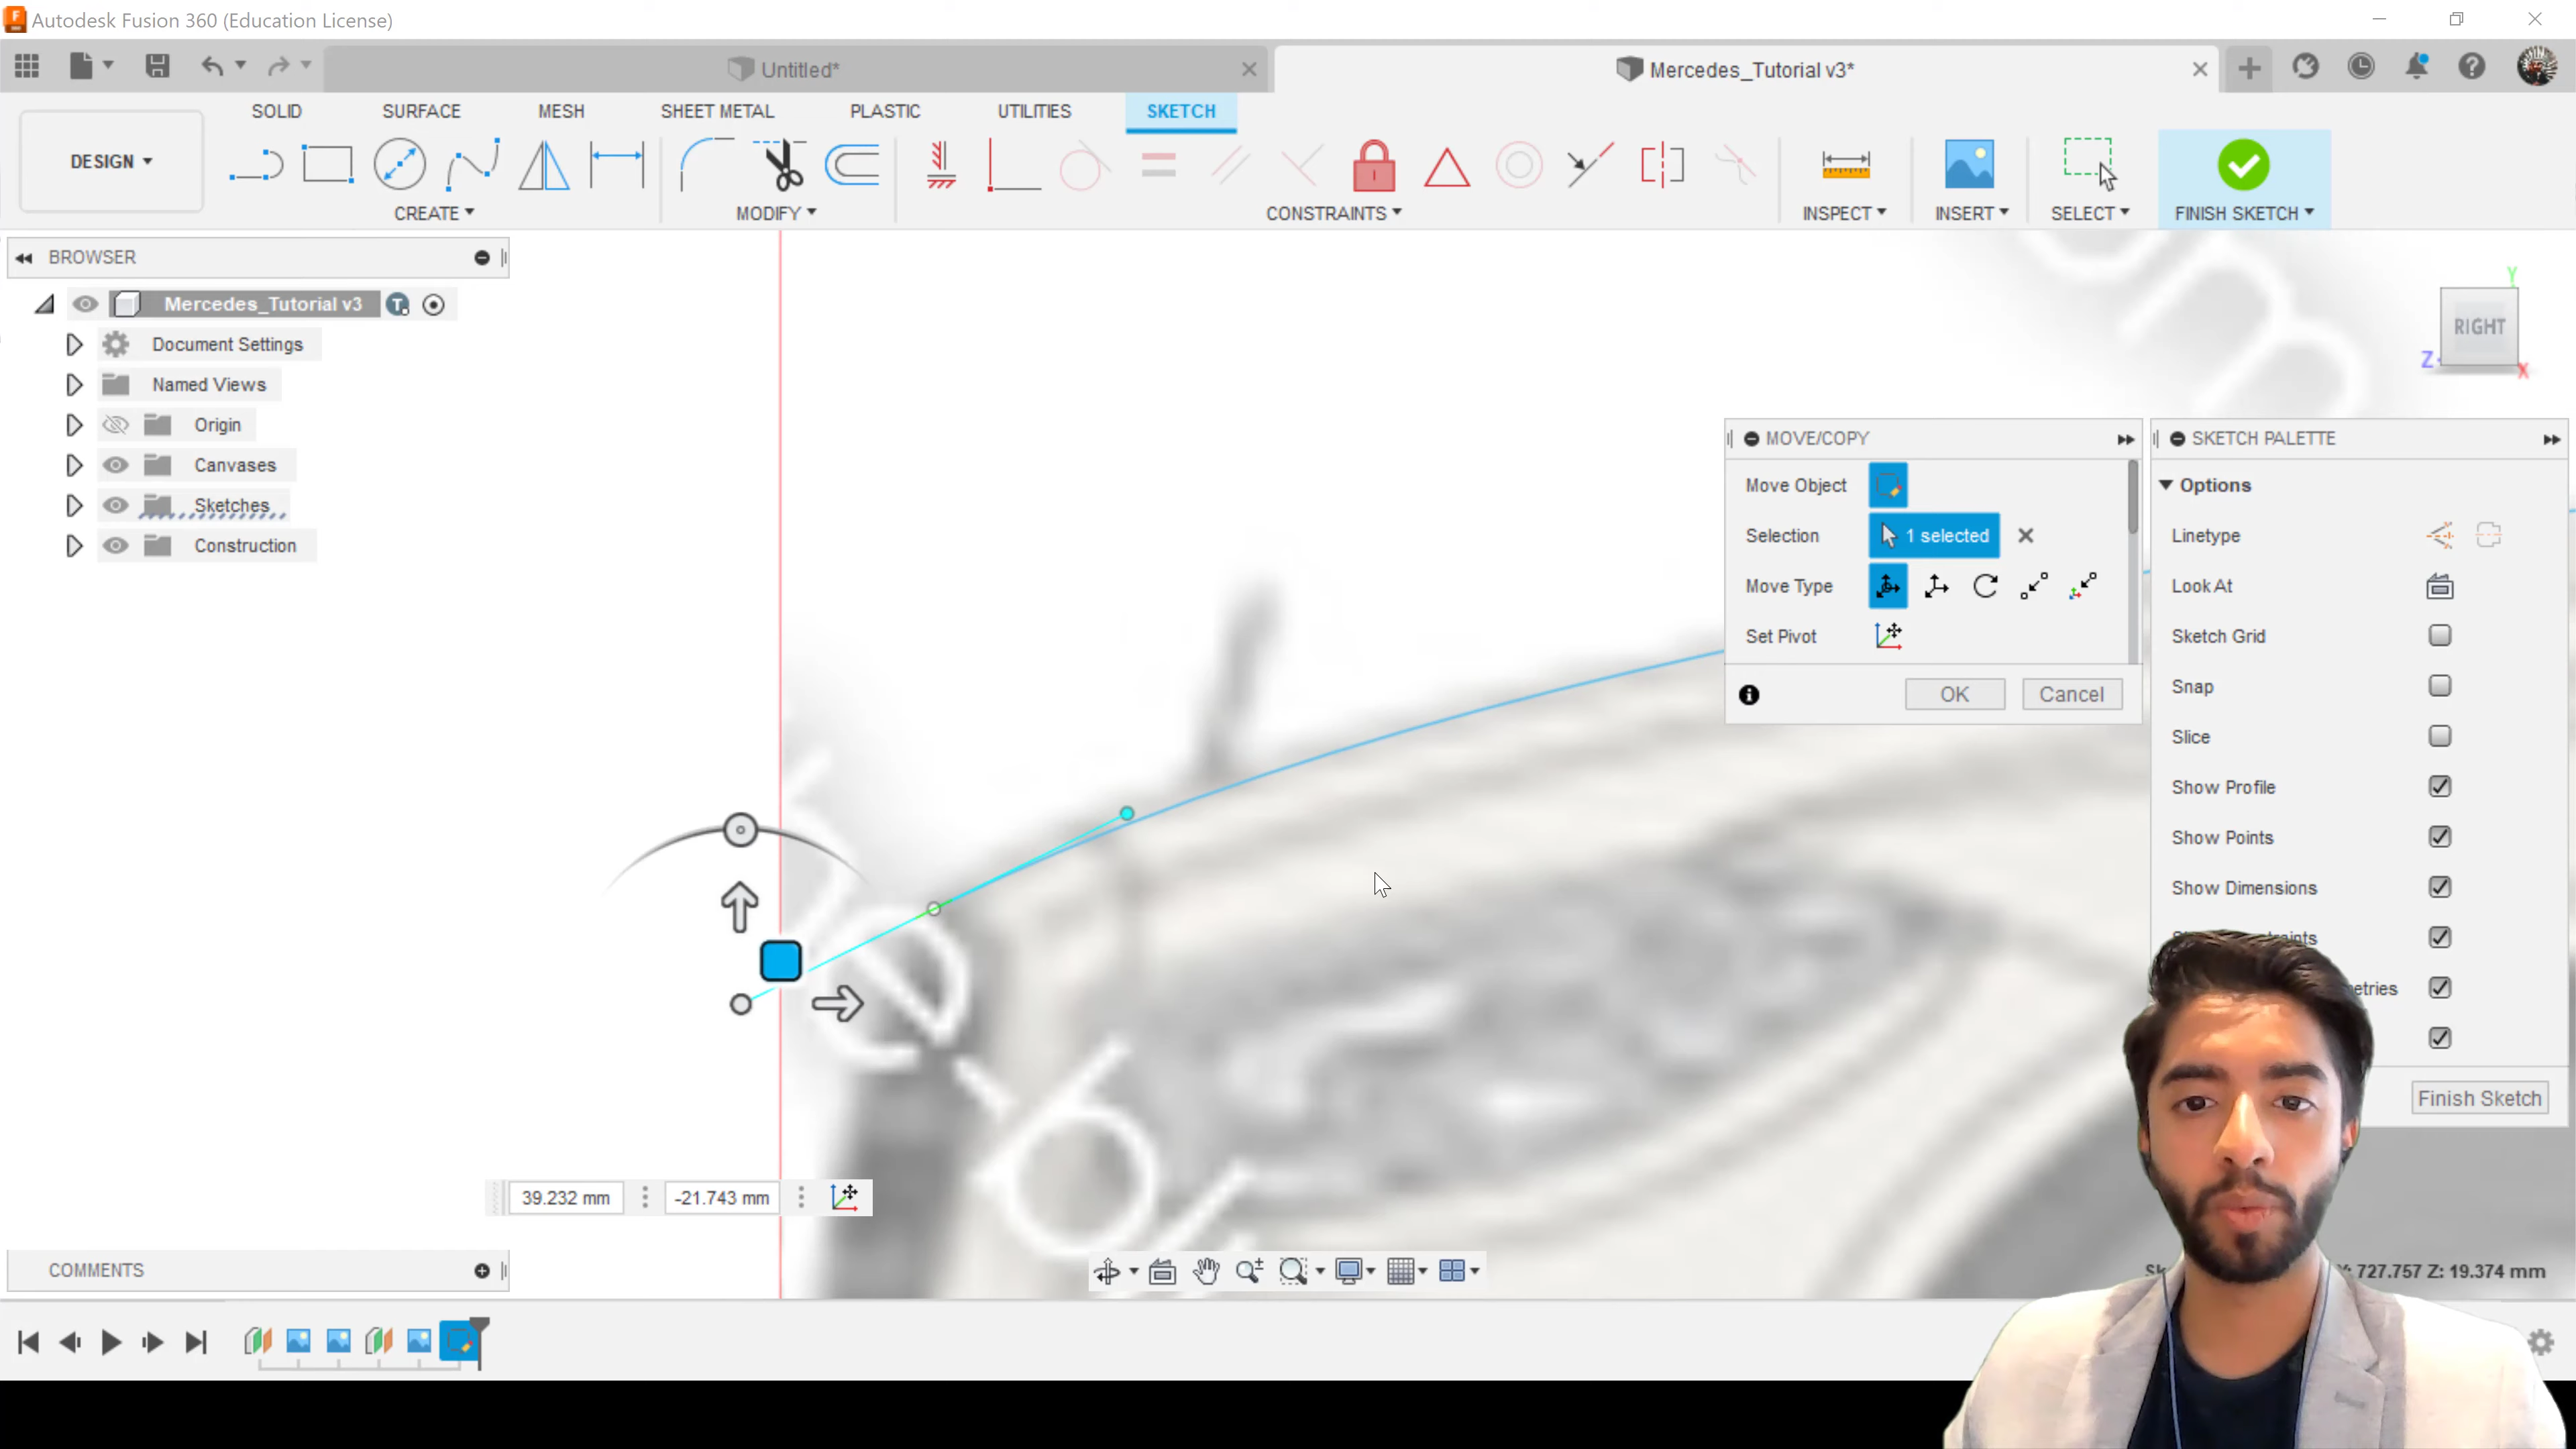 Autodesk Fusion 360 (Education License)
Untitled*
Mercedes_Tutorial v3*
DESIGN
SOLID
SURFACE
MESH
SHEET METAL
PLASTIC
UTILITIES
SKETCH
CREATE
MODIFY
CONSTRAINTS
INSPECT
INSERT
SELECT
FINISH SKETCH
BROWSER
Mercedes_Tutorial v3
Document Settings
Named Views
Origin
Canvases
Sketches
Construction
Y
RIGHT
Z
X
MOVE/COPY
Move Object
Selection
1 selected
Move Type
Set Pivot
OK
Cancel
SKETCH PALETTE
Options
Linetype
Look At
Sketch Grid
Snap
Slice
Show Profile
Show Points
Show Dimensions
Finish Sketch
39.232 mm
-21.743 mm
COMMENTS
727.757 Z: 19.374 mm